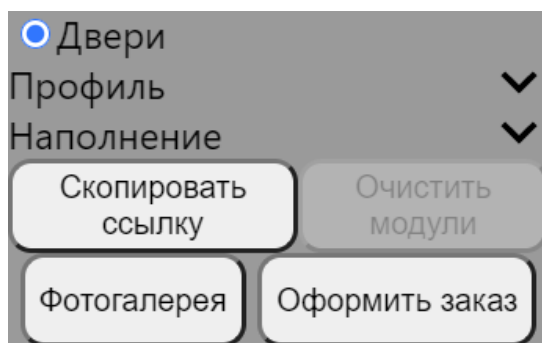 Двери
Профиль
Наполнение
Скопировать Очистить
ссылку модули
Фотогалерея Оформить заказ